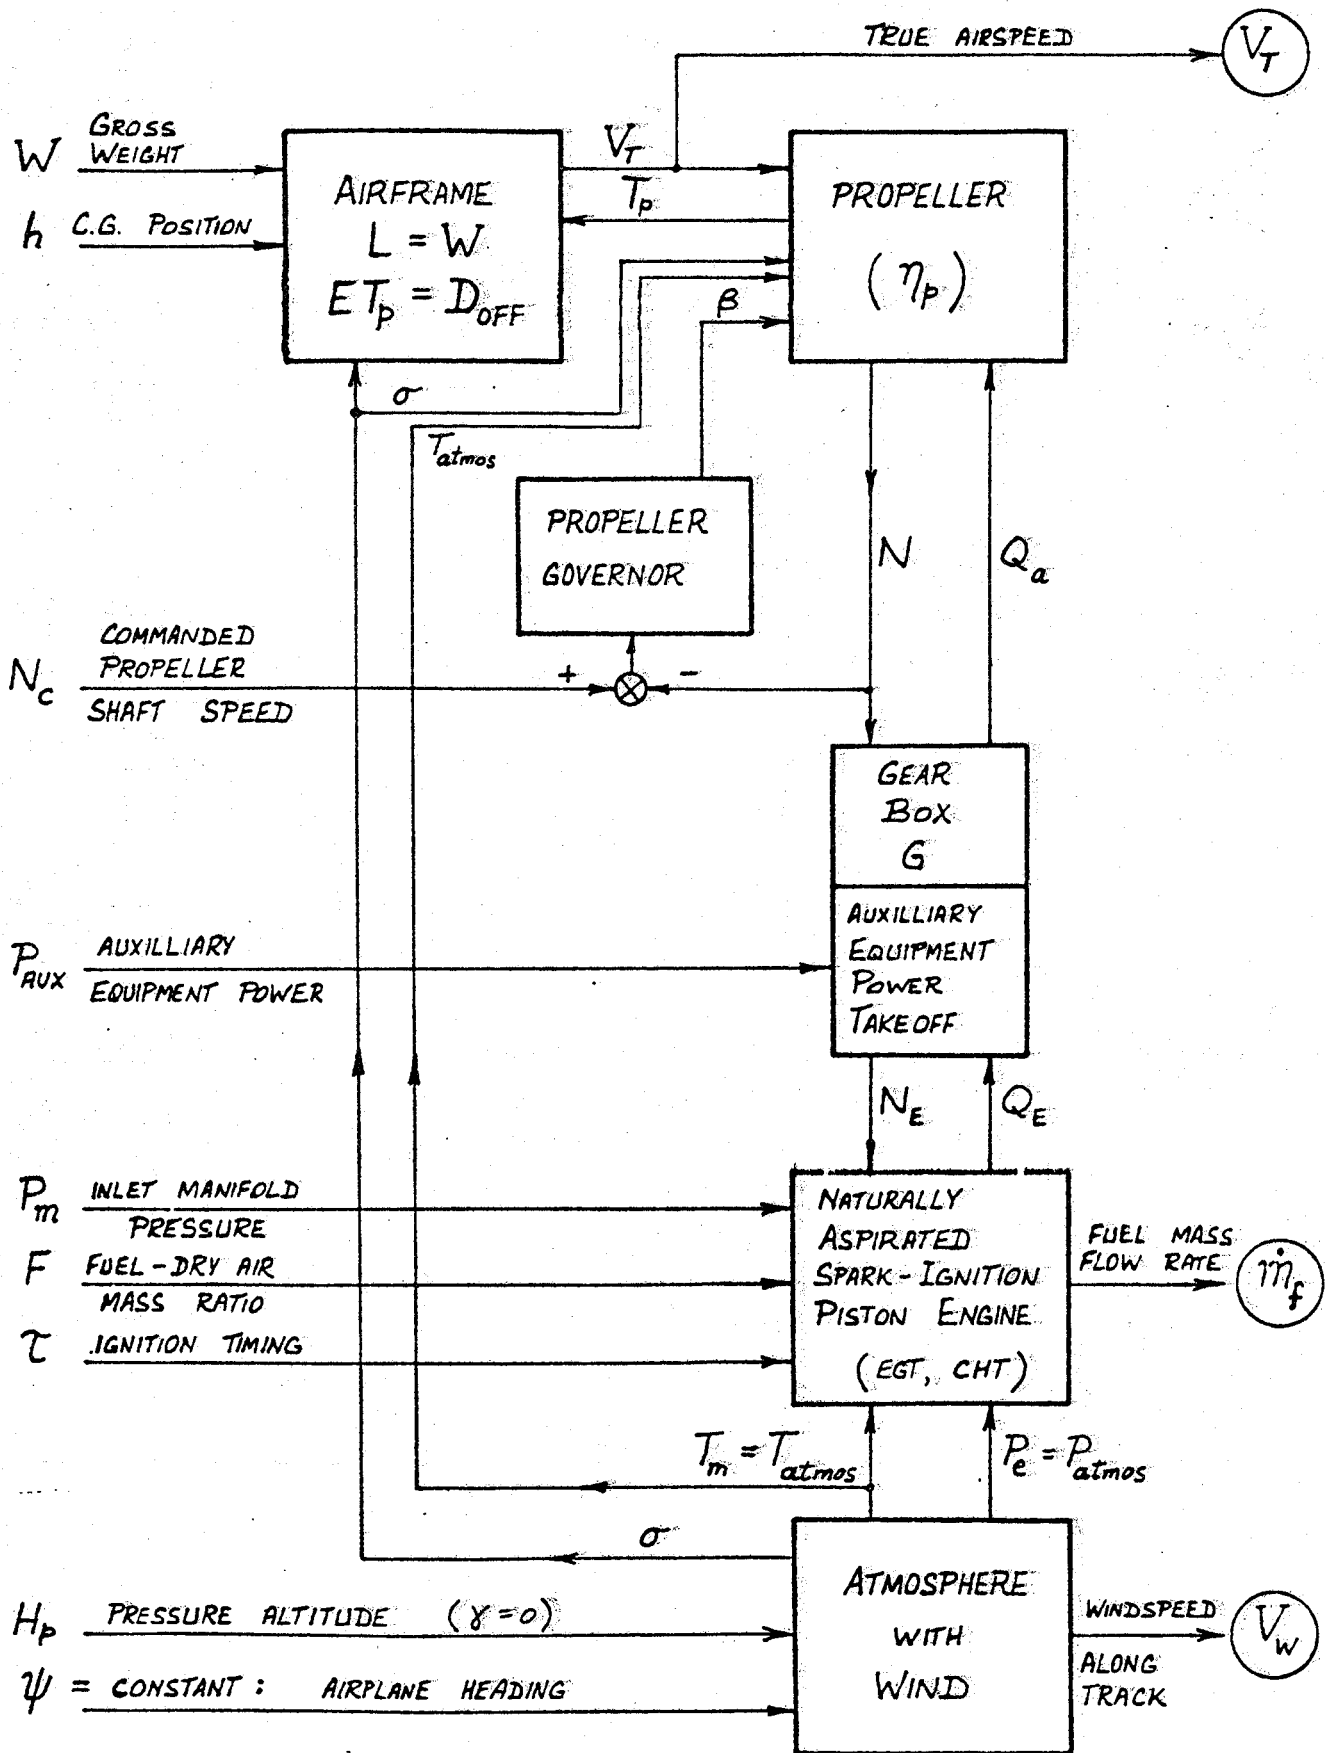 TRUE AIRSPEED
V_T
W GROSS
WEIGHT
h C.G. POSITION
AIRFRAME
L = W
ET_p = D_OFF
V_T
T_p
β
PROPELLER
(η_p)
σ
T_atmos
PROPELLER
GOVERNOR
N
Q_a
N_c COMMANDED
PROPELLER
SHAFT SPEED
+
-
GEAR
BOX
G
P_AUX AUXILLIARY
EQUIPMENT POWER
AUXILLIARY
EQUIPMENT
POWER
TAKEOFF
N_E
Q_E
P_m INLET MANIFOLD
PRESSURE
F FUEL-DRY AIR
MASS RATIO
τ IGNITION TIMING
NATURALLY
ASPIRATED
SPARK-IGNITION
PISTON ENGINE
(EGT, CHT)
FUEL MASS
FLOW RATE
ṁ_f
T_m = T_atmos
P_e = P_atmos
σ
H_p PRESSURE ALTITUDE (γ=0)
ψ = CONSTANT: AIRPLANE HEADING
ATMOSPHERE
WITH
WIND
WINDSPEED
ALONG
TRACK
V_W